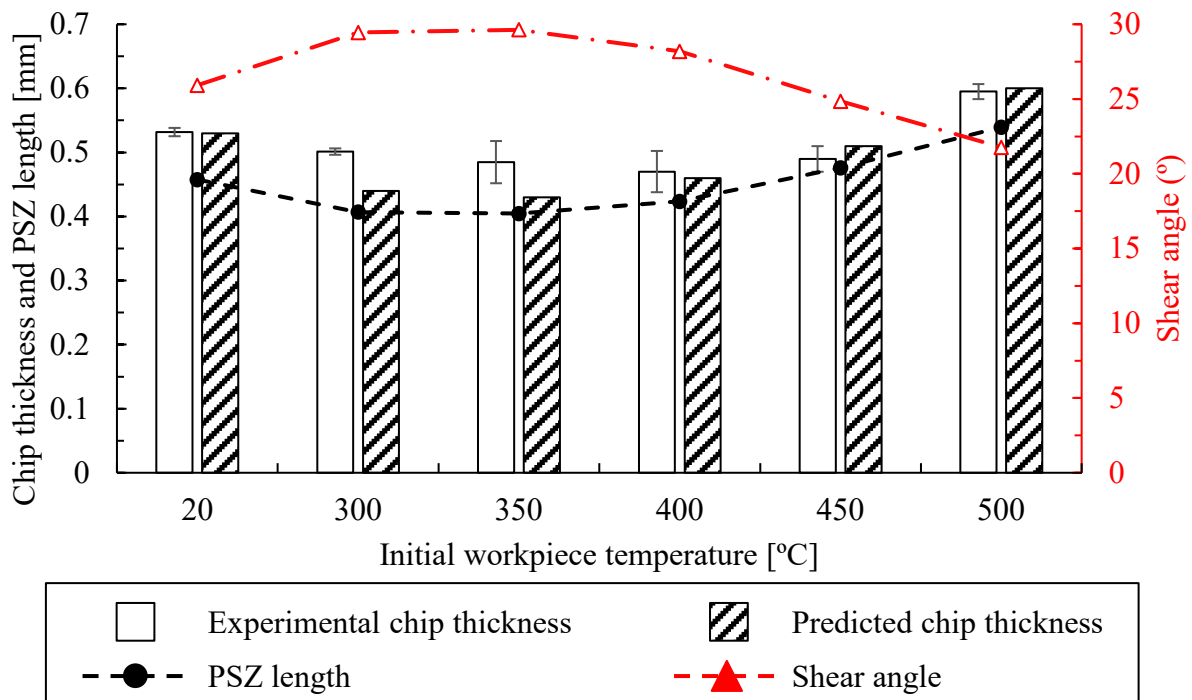 Chip thickness and PSZ length [mm]
0.7
0.6
0.5
0.4
0.3
0.2
0.1
0
30
25
20
15
10
5
0
Shear angle (º)
20 300 350 400 450 500
Initial workpiece temperature [ºC]
Experimental chip thickness Predicted chip thickness
PSZ length Shear angle